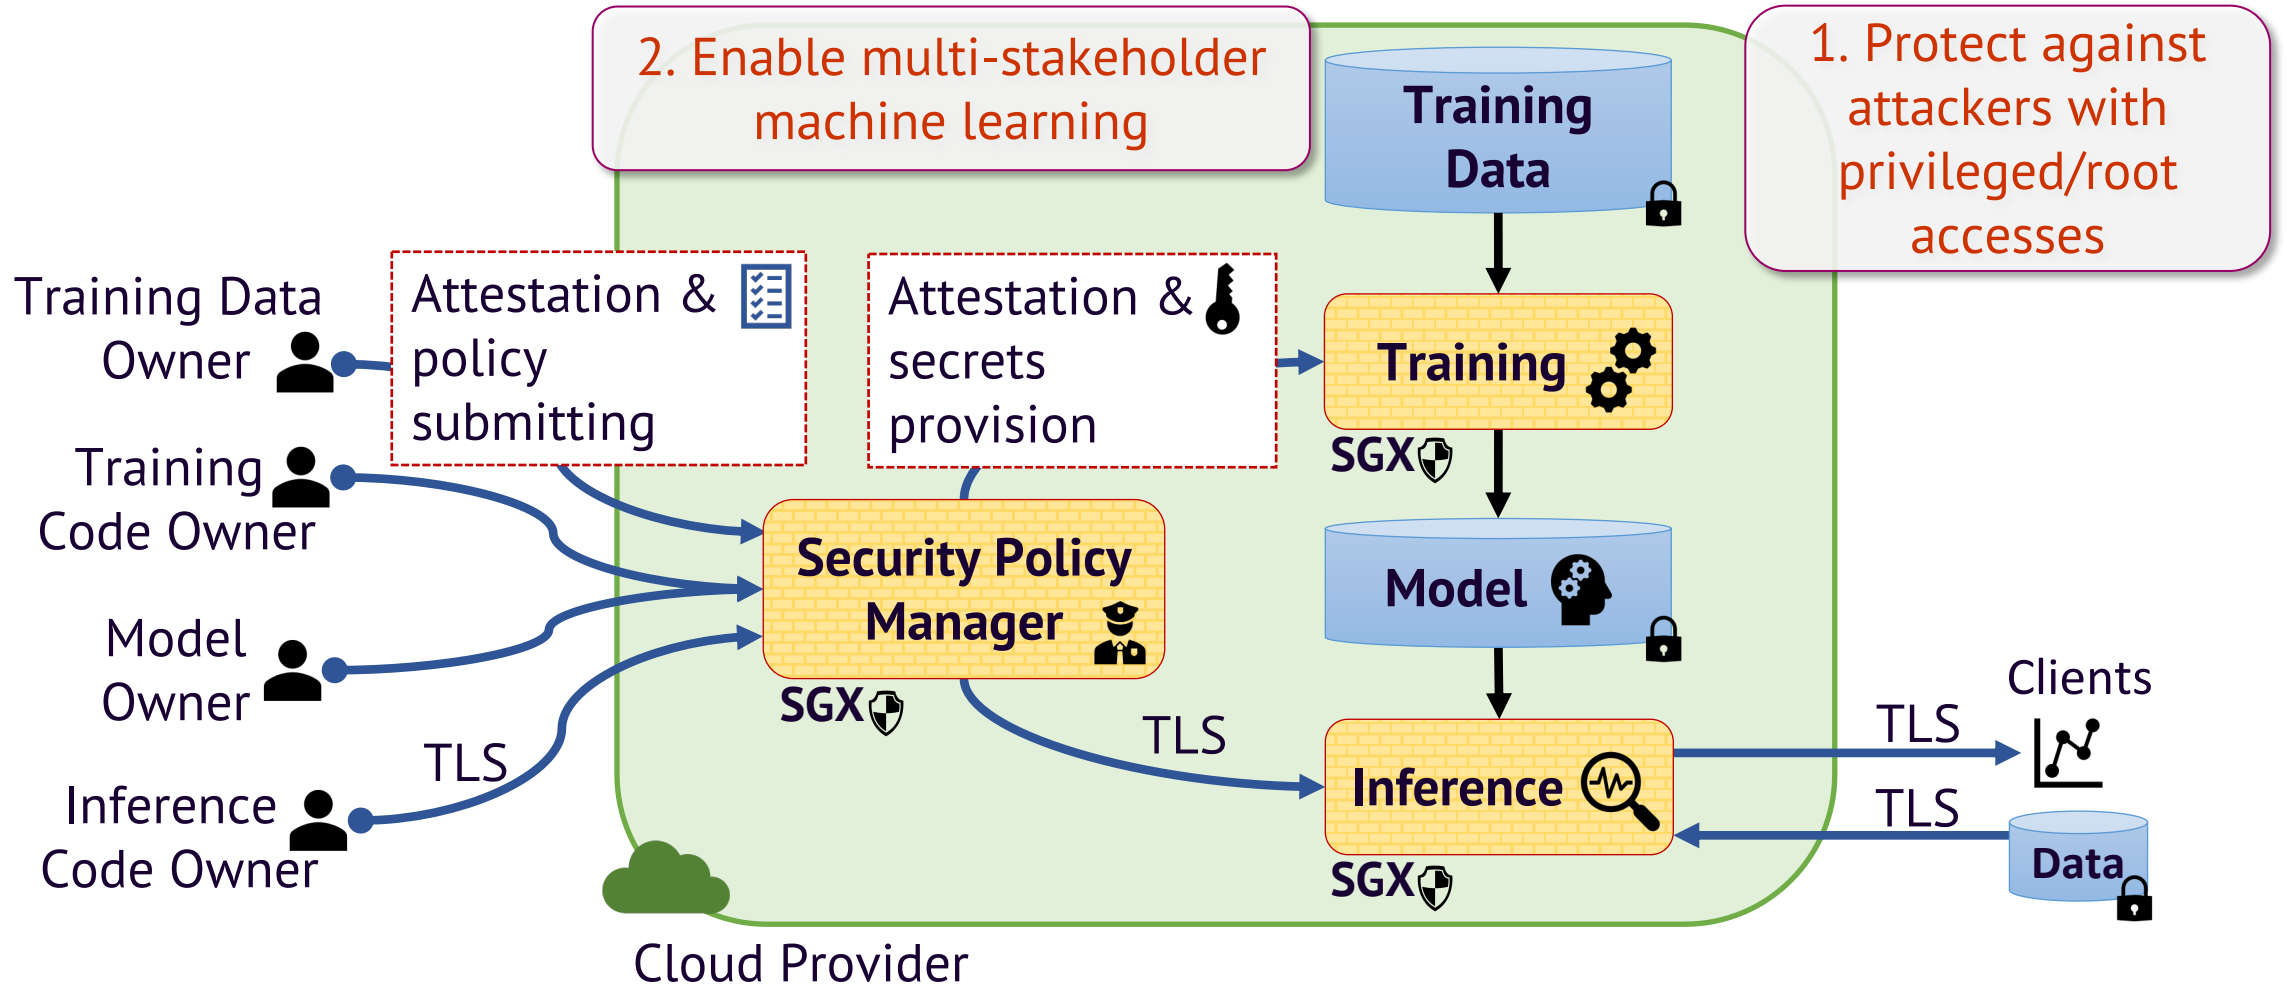 2. Enable multi-stakeholder
machine learning
1. Protect against
attackers with
privileged/root
accesses
Training
Data
Training Data
Owner
Attestation &
policy
submitting
Attestation &
secrets
provision
Training
SGX
Training
Code Owner
Security Policy
Manager
SGX
Model
Model
Owner
TLS
TLS
Inference
Code Owner
Inference
SGX
TLS
Clients
TLS
Data
Cloud Provider